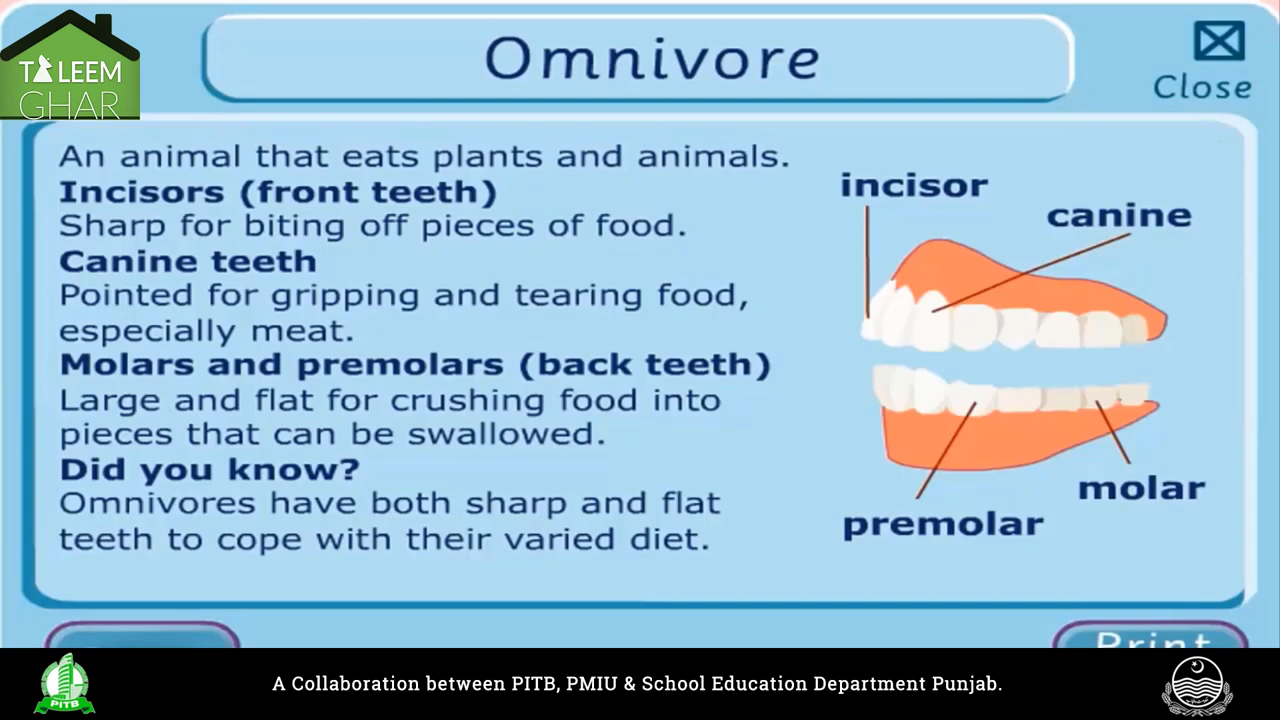 TALEEM
GHAR
Omnivore
Close
An animal that eats plants and animals.
Incisors (front teeth)
Sharp for biting off pieces of food.
Canine teeth
Pointed for gripping and tearing food,
especially meat.
Molars and premolars (back teeth)
Large and flat for crushing food into
pieces that can be swallowed.
Did you know?
Omnivores have both sharp and flat
teeth to cope with their varied diet.
incisor
canine
molar
premolar
Print
PITB
A Collaboration between PITB, PMIU & School Education Department Punjab.